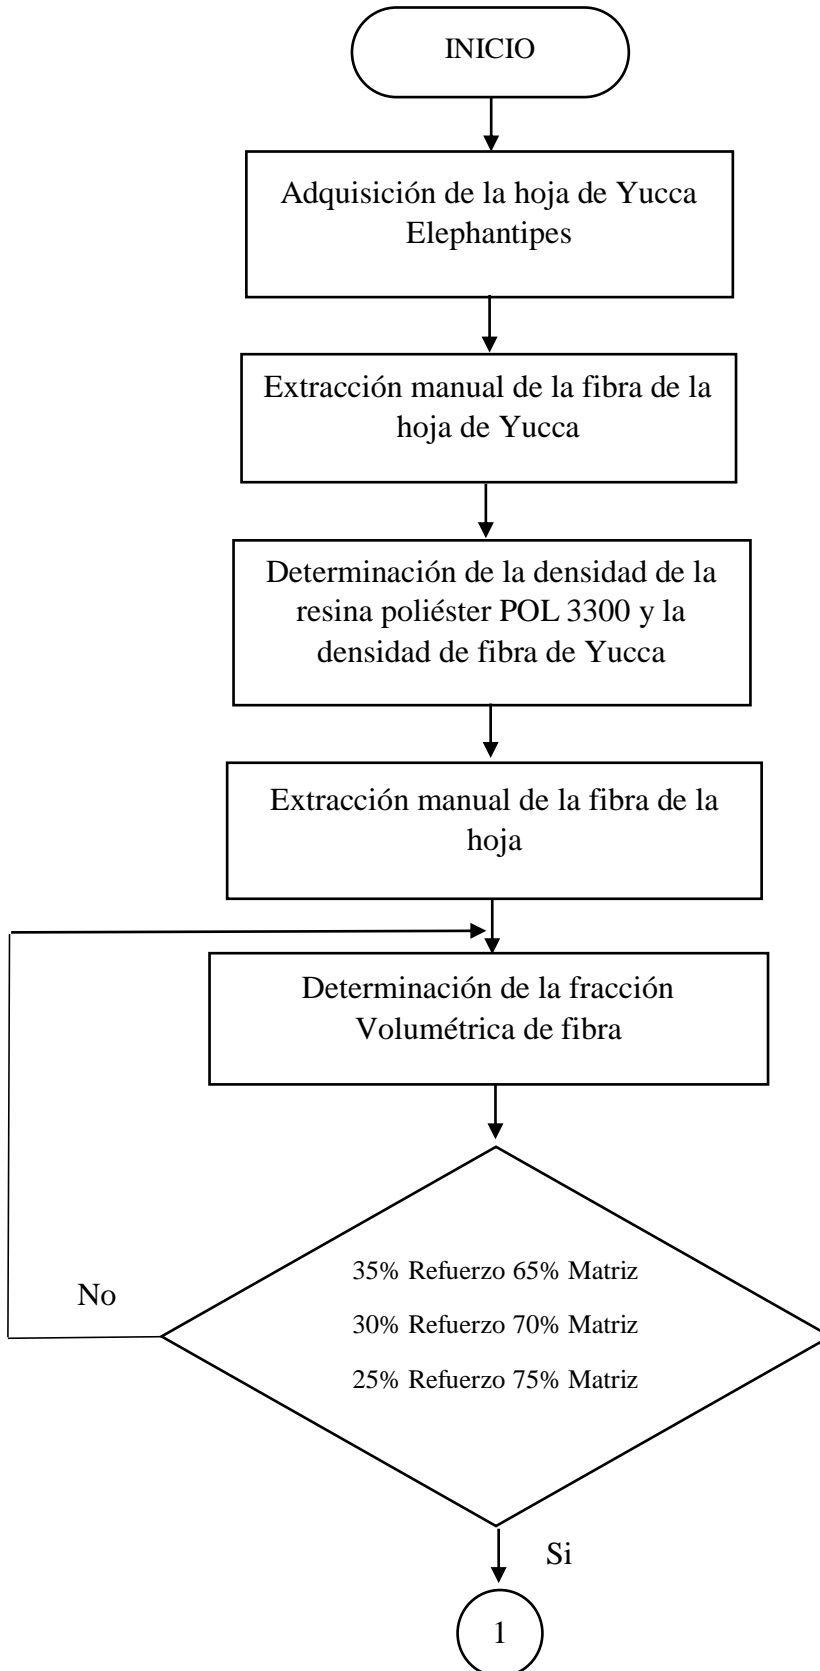 INICIO
Adquisición de la hoja de Yucca
Elephantipes
Extracción manual de la fibra de la
hoja de Yucca
Determinación de la densidad de la
resina poliéster POL 3300 y la
densidad de fibra de Yucca
Extracción manual de la fibra de la
hoja
Determinación de la fracción
Volumétrica de fibra
35% Refuerzo 65% Matriz
No
30% Refuerzo 70% Matriz
25% Refuerzo 75% Matriz
Si
1